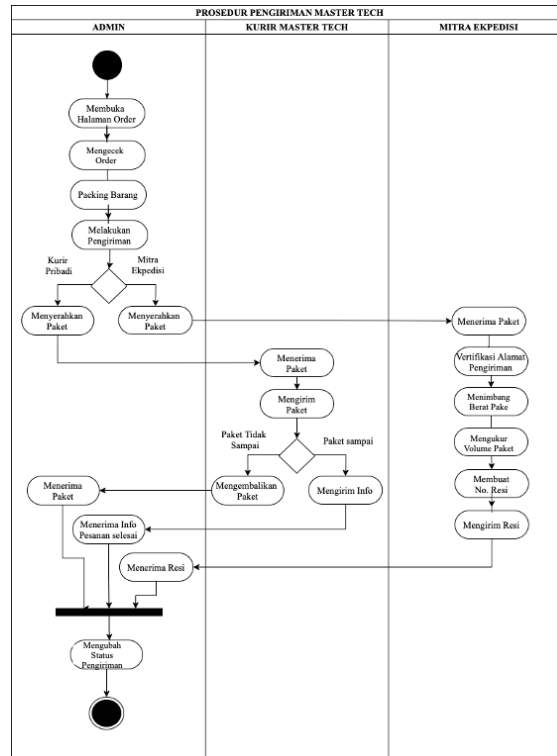 PROSEDUR PENGIRIMAN MASTER TECH
ADMIN
KURIR MASTER TECH
MITRA EKPEDISI
Membuka
Halaman Order
Mengecek
Order
Packing Barang
Melakukan
Pengiriman
Kurir
Pribadi
Mitra
Ekpedisi
Menyerahkan
Paket
Menyerahkan
Paket
Menerima Paket
Vertifikasi Alamat
Pengiriman
Menerima
Paket
Mengirim
Paket
Menimbang
Berat Pake
Mengukur
Volume Paket
Paket Tidak
Sampai
Paket sampai
Menerima
Paket
Mengembalikan
Paket
Mengirim Info
Membuat
No. Resi
Mengirim Resi
Menerima Info
Pesanan selesai
Menerima Resi
Mengubah
Status
Pengiriman